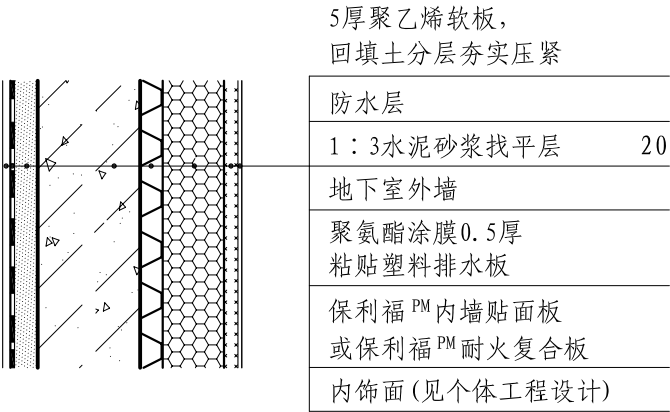 5厚聚乙烯软板，
回填土分层夯实压紧
防水层
1：3水泥砂浆找平层 20
地下室外墙
聚氨酯涂膜0.5厚
粘贴塑料排水板
保利福PM内墙贴面板
或保利福PM耐火复合板
内饰面(见个体工程设计)